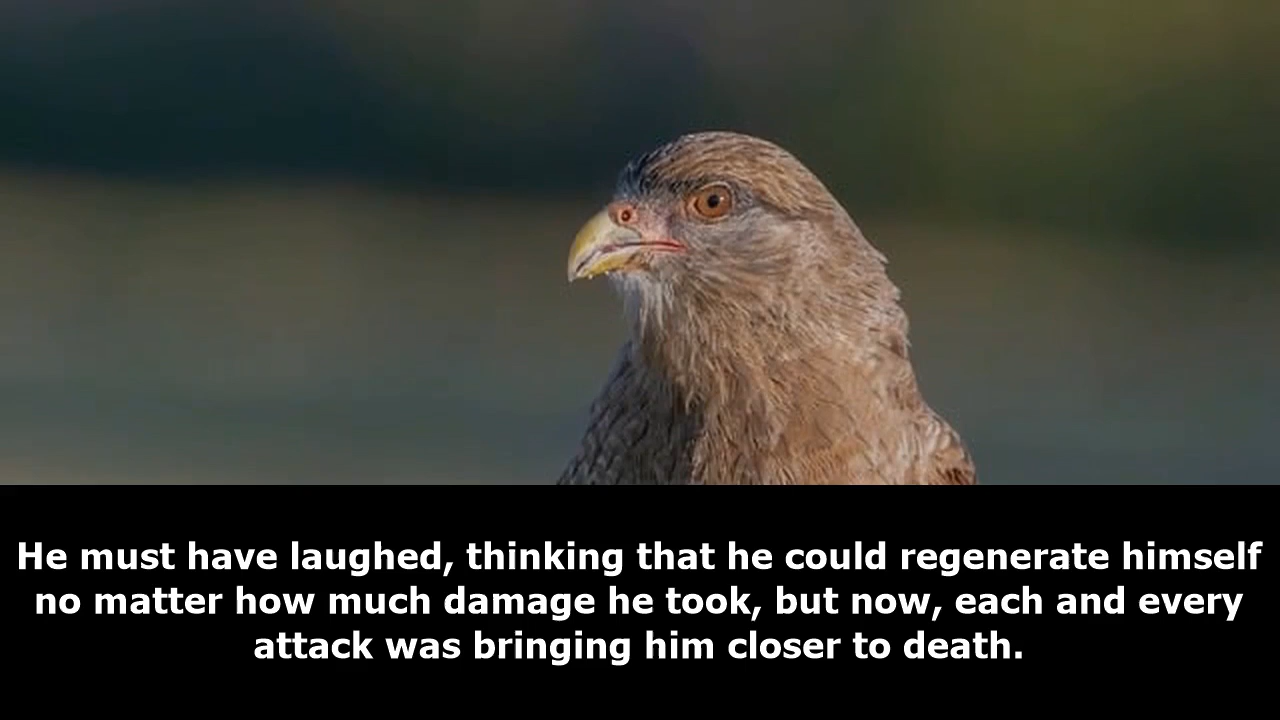 He must have laughed, thinking that he could regenerate himself
no matter how much damage he took, but now, each and every
attack was bringing him closer to death.